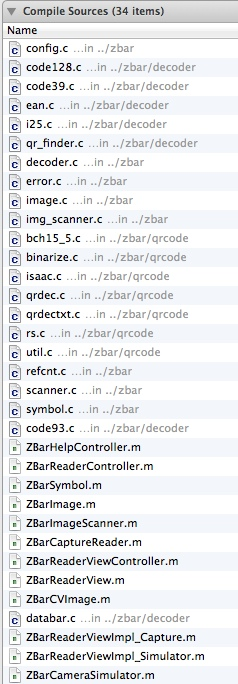 Compile Sources (34 items)
Name
config.c ...in ../zbar
code128.c ...in ../zbar/decoder
code39.c ...in ../zbar/decoder
ean.c ...in ../zbar/decoder
i25.c ...in ../zbar/decoder
qr_finder.c ...in ../zbar/decoder
decoder.c ...in ../zbar
error.c ...in ../zbar
image.c ...in ../zbar
img_scanner.c ...in ../zbar
bch15_5.c ...in ../zbar/qrcode
binarize.c ...in ../zbar/qrcode
isaac.c ...in ../zbar/qrcode
qrdec.c ...in ../zbar/qrcode
qrdectxt.c ...in ../zbar/qrcode
rs.c ...in ../zbar/qrcode
util.c ...in ../zbar/qrcode
refcnt.c ...in ../zbar
scanner.c ...in ../zbar
symbol.c ...in ../zbar
code93.c ...in ../zbar/decoder
ZBarHelpController.m
ZBarReaderController.m
ZBarSymbol.m
ZBarImage.m
ZBarImageScanner.m
ZBarCaptureReader.m
ZBarReaderViewController.m
ZBarReaderView.m
ZBarCVImage.m
databar.c ...in ../zbar/decoder
ZBarReaderViewImpl_Capture.m
ZBarReaderViewImpl_Simulator.m
ZBarCameraSimulator.m